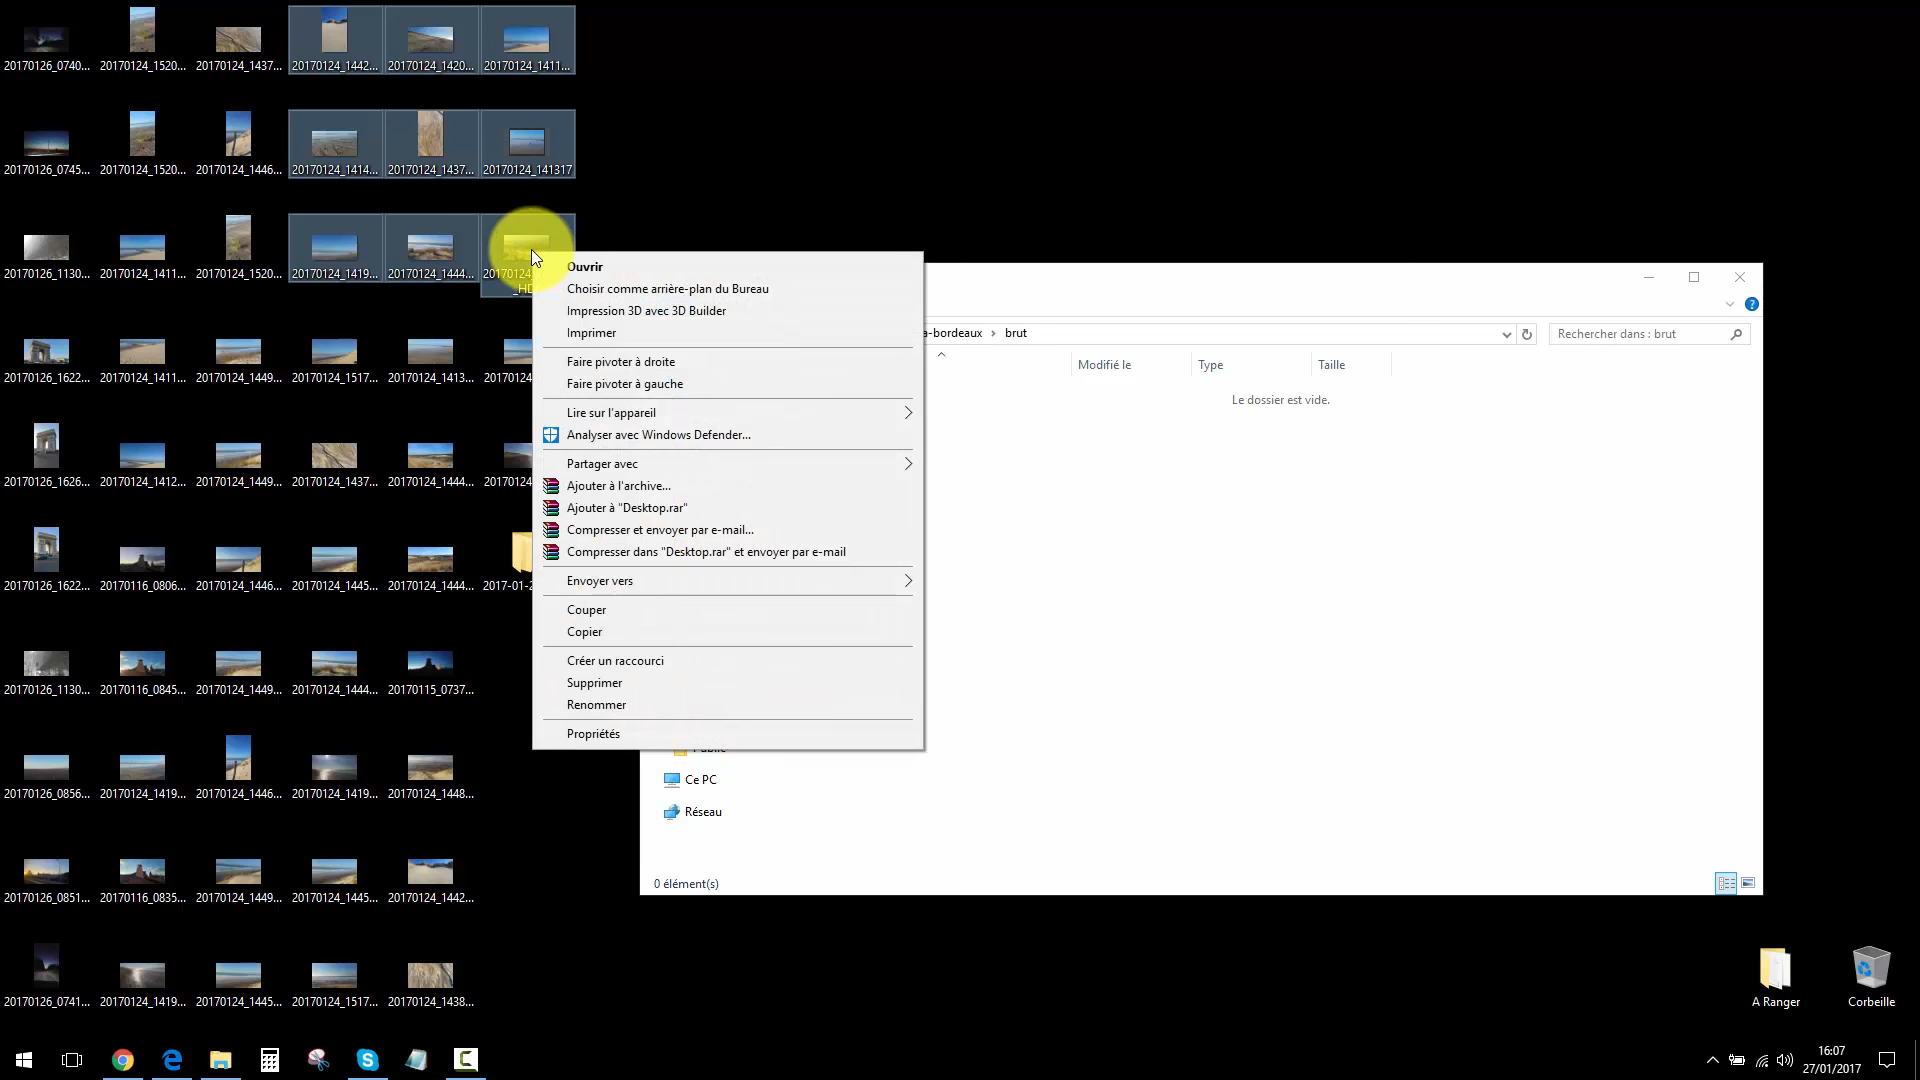 20170126_0740... 20170124_1520... 20170124_1437... 20170124_1442... 20170124_1420... 20170124_1411...
20170126_0745... 20170124_1520... 20170124_1446... 20170124_1414... 20170124_1437... 20170124_141317
20170126_1130... 20170124_1411... 20170124_1520... 20170124_1419... 20170124_1444... 20170124
_HD
20170126_1622... 20170124_1411... 20170124_1449... 20170124_1517... 20170124_1413... 20170124
20170126_1626... 20170124_1412... 20170124_1449... 20170124_1437... 20170124_1444... 20170124
20170126_1622... 20170116_0806... 20170124_1446... 20170124_1445... 20170124_1444... 2017-01-2
20170126_1130... 20170116_0845... 20170124_1449... 20170124_1444... 20170115_0737...
20170126_0856... 20170124_1419... 20170124_1446... 20170124_1419... 20170124_1448...
20170126_0851... 20170116_0835... 20170124_1449... 20170124_1445... 20170124_1442...
20170126_0741... 20170124_1419... 20170124_1445... 20170124_1517... 20170124_1438...
Ouvrir
Choisir comme arrière-plan du Bureau
Impression 3D avec 3D Builder
Imprimer
Faire pivoter à droite
Faire pivoter à gauche
Lire sur l'appareil
Analyser avec Windows Defender...
Partager avec
Ajouter à l'archive...
Ajouter à "Desktop.rar"
Compresser et envoyer par e-mail...
Compresser dans "Desktop.rar" et envoyer par e-mail
Envoyer vers
Couper
Copier
Créer un raccourci
Supprimer
Renommer
Propriétés
a-bordeaux › brut
Rechercher dans : brut
Modifié le Type Taille
Le dossier est vide.
Public
Ce PC
Réseau
0 élément(s)
A Ranger
Corbeille
16:07
27/01/2017